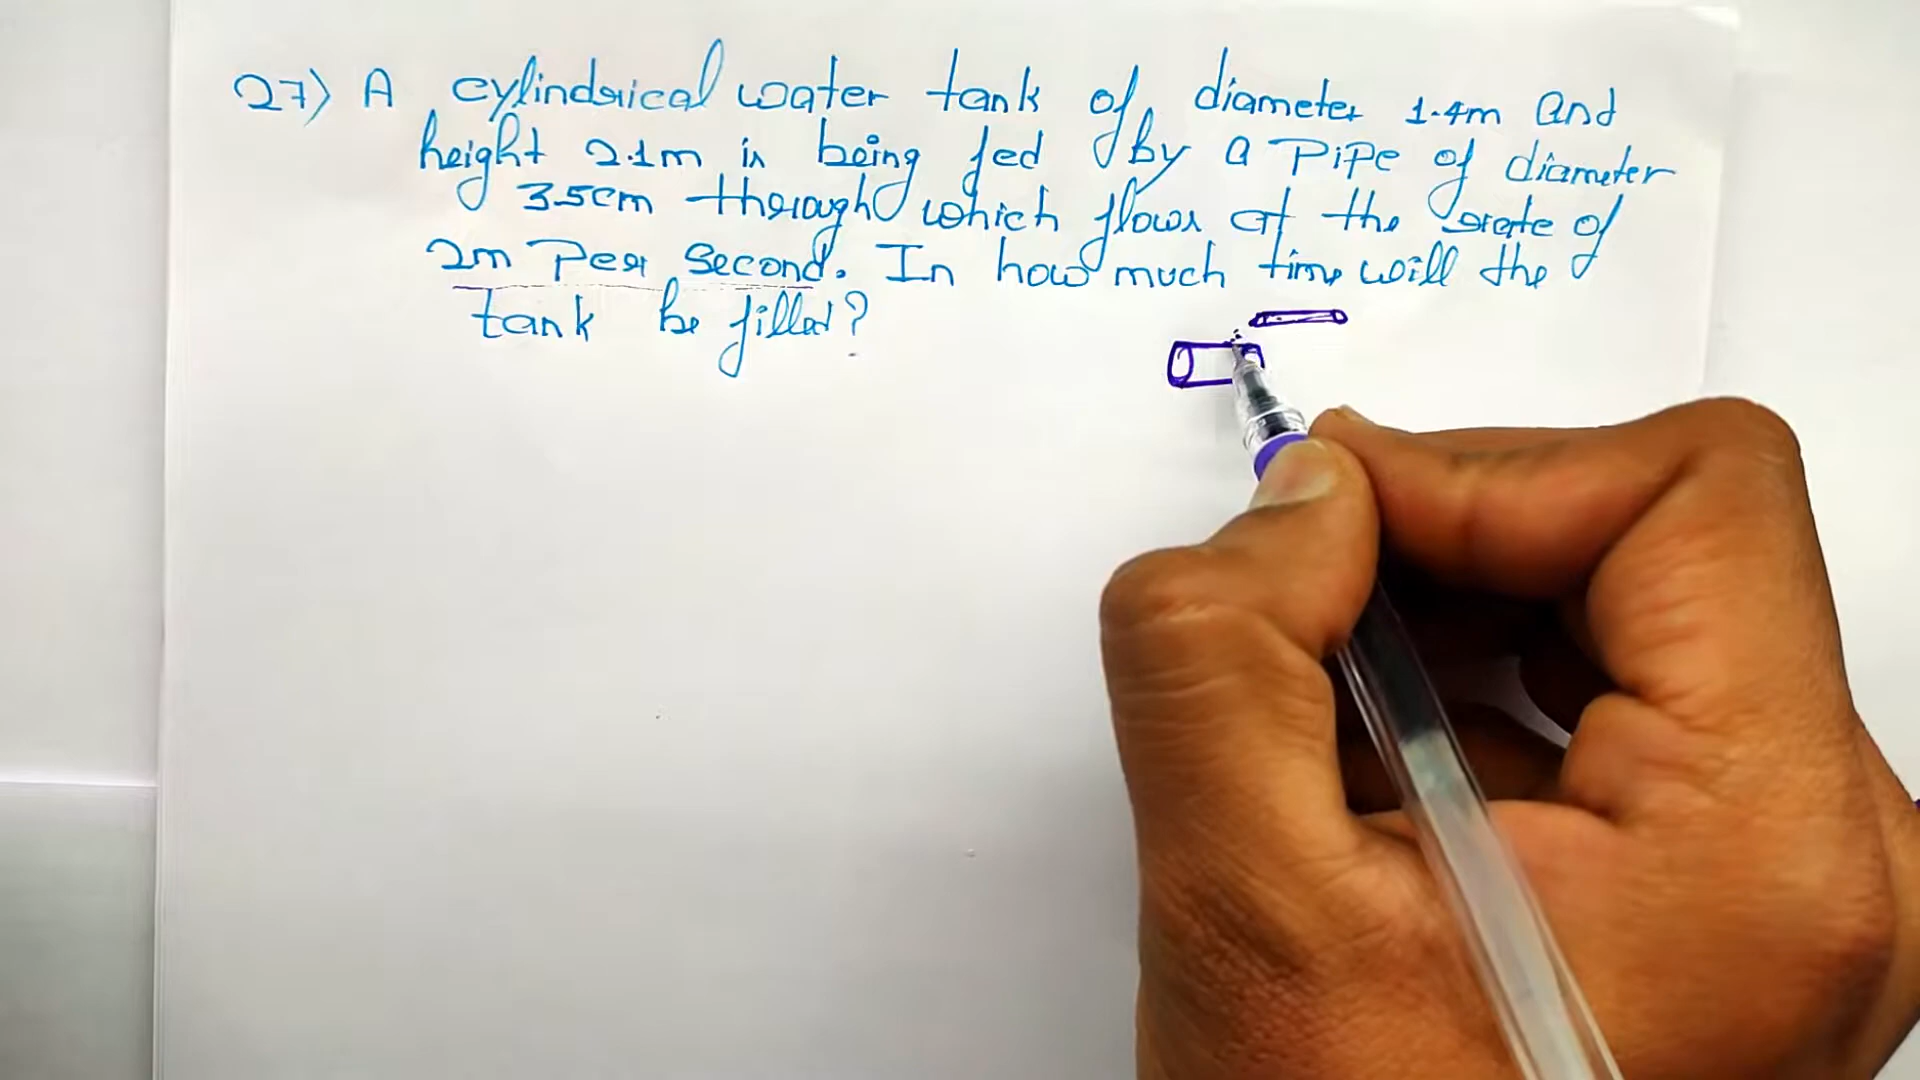 Q7) A cylindrical water tank of diameter 1.4m and
height 2.1m is being fed by a pipe of diameter
3.5cm through which flows at the rate of
2m per second. In how much time will the
tank be filled?